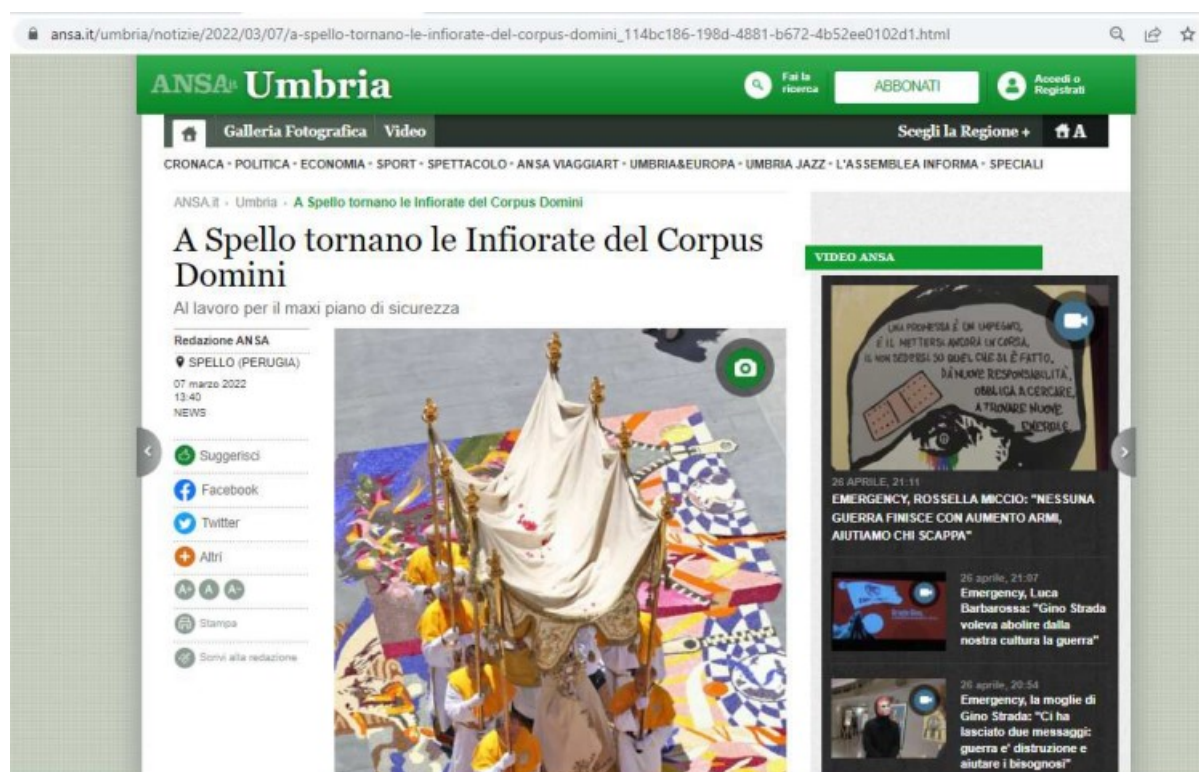 ansa.it/umbria/notizie/2022/03/07/a-spello-tornano-le-infiorate-del-corpus-domini_114bc186-198d-4881-b672-4b52ee0102d1.html
ANSA.it Umbria
Fai la
ricerca
ABBONATI
Accedi o
Registrati
Galleria Fotografica Video
Scegli la Regione +
A
CRONACA • POLITICA • ECONOMIA • SPORT • SPETTACOLO • ANSA VIAGGIART • UMBRIA&EUROPA • UMBRIA JAZZ • L'ASSEMBLEA INFORMA • SPECIALI
ANSA.it • Umbria • A Spello tornano le Infiorate del Corpus Domini
A Spello tornano le Infiorate del Corpus
Domini
Al lavoro per il maxi piano di sicurezza
Redazione ANSA
SPELLO (PERUGIA)
07 marzo 2022
13:40
NEWS
Suggerisci
Facebook
Twitter
Altri
A+ A A-
Stampa
Scrivi alla redazione
VIDEO ANSA
UNA PROMESSA È UN IMPEGNO,
È IL METTERSI ANCORA IN CORSA,
IL NON SEDERSI SU QUEL CHE SI È FATTO.
DÀ NUOVE RESPONSABILITÀ,
OBBLIGA A CERCARE,
A TROVARE NUOVE
ENERGIE.
26 APRILE, 21:11
EMERGENCY, ROSSELLA MICCIO: "NESSUNA
GUERRA FINISCE CON AUMENTO ARMI,
AIUTIAMO CHI SCAPPA"
26 aprile, 21:07
Emergency, Luca
Barbarossa: "Gino Strada
voleva abolire dalla
nostra cultura la guerra"
26 aprile, 20:54
Emergency, la moglie di
Gino Strada: "Ci ha
lasciato due messaggi:
guerra e' distruzione e
aiutare i bisognosi"